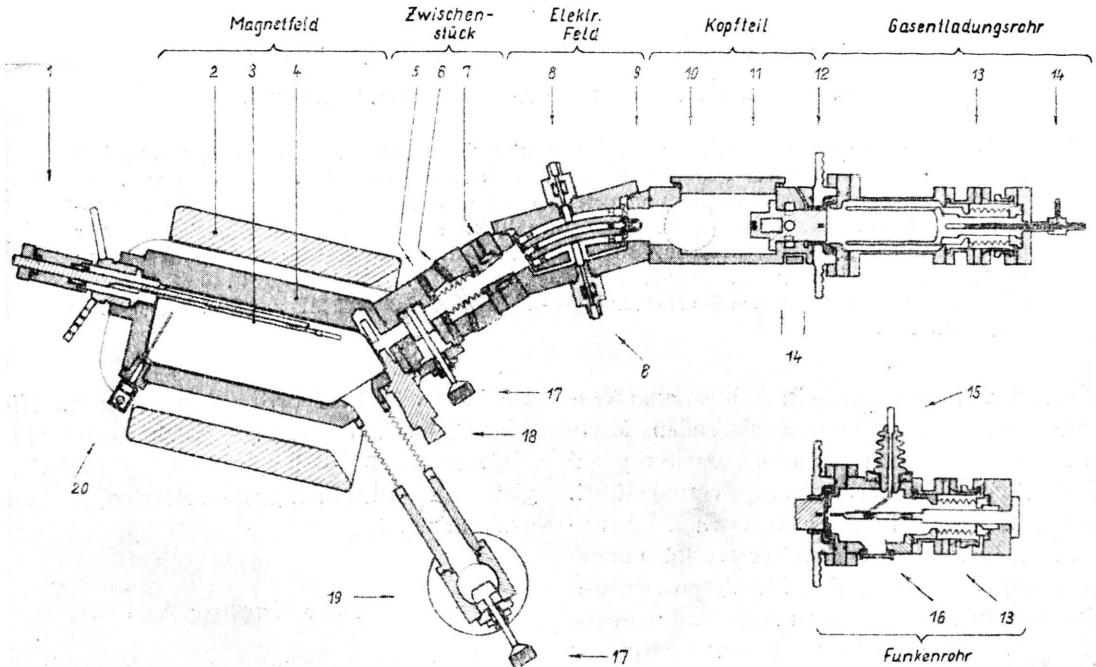 Magnetfeld
Zwischen-
stück
Elektr.
Feld
Kopfteil
Gasentladungsrohr
1 2 3 4 5 6 7 8 9 10 11 12 13 14
8
14
17
18
15
20
19
17
16 13
Funkenrohr